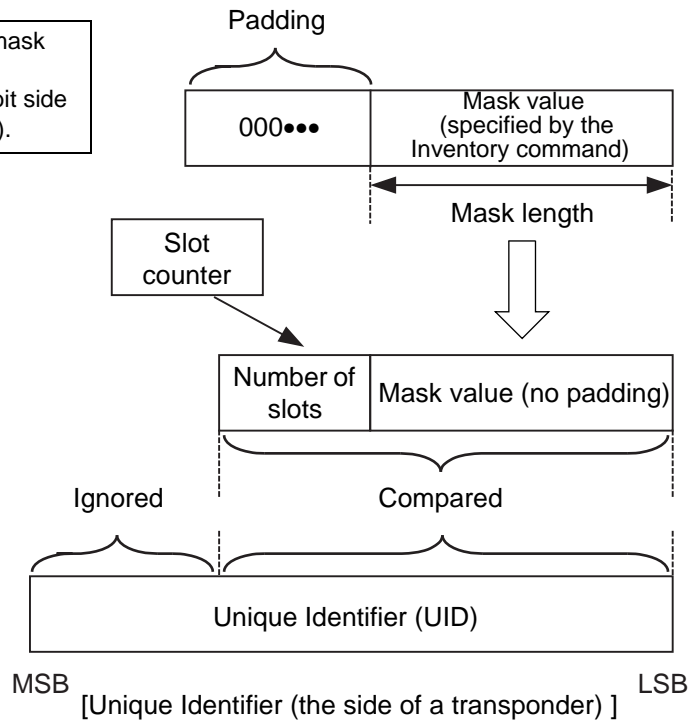 Padding
mask
bit side
).
000•••
Mask value
(specified by the
Inventory command)
Mask length
Slot
counter
Number of
slots
Mask value (no padding)
Ignored
Compared
Unique Identifier (UID)
MSB
LSB
[Unique Identifier (the side of a transponder) ]